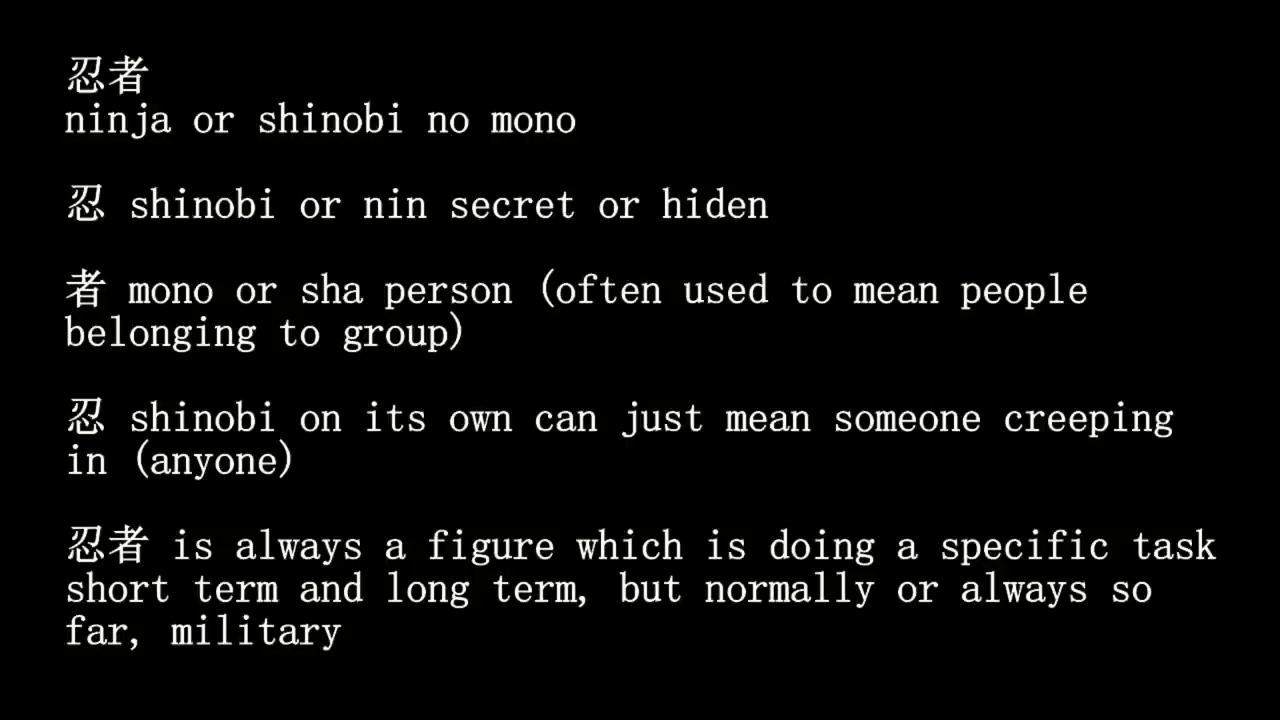 忍者
ninja or shinobi no mono
忍 shinobi or nin secret or hiden
者 mono or sha person (often used to mean people
belonging to group)
忍 shinobi on its own can just mean someone creeping
in (anyone)
忍者 is always a figure which is doing a specific task
short term and long term, but normally or always so
far, military